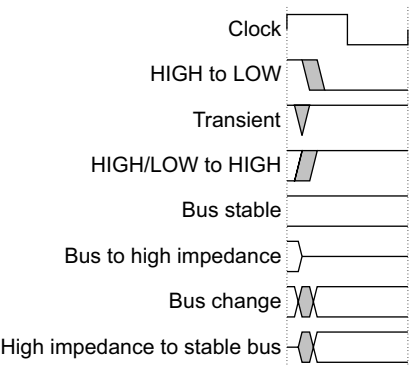 Clock
HIGH to LOW
Transient
HIGH/LOW to HIGH
Bus stable
Bus to high impedance
Bus change
High impedance to stable bus